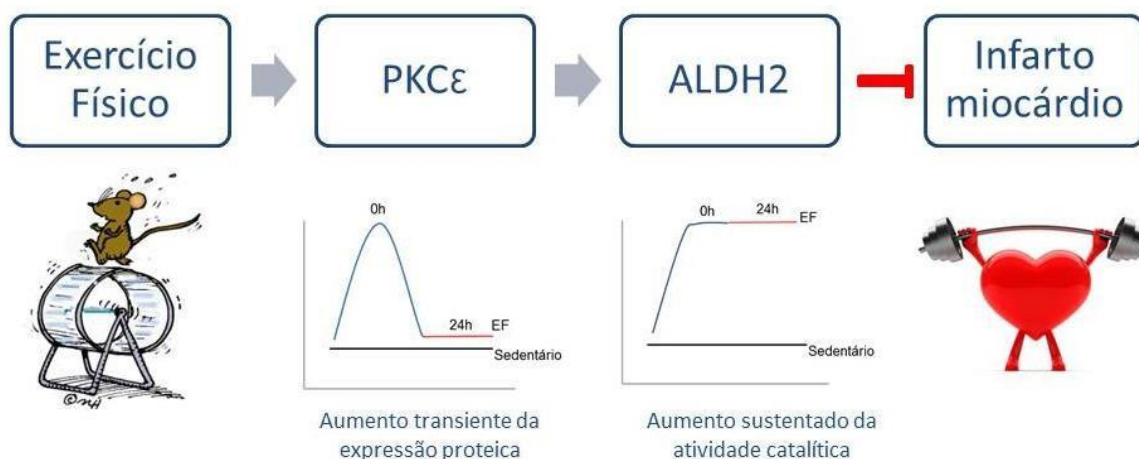 Exercício
Físico
PKCε
ALDH2
Infarto
miocárdio
0h
24h
EF
Sedentário
0h
24h
EF
Sedentário
Aumento transiente da
expressão proteica
Aumento sustentado da
atividade catalítica